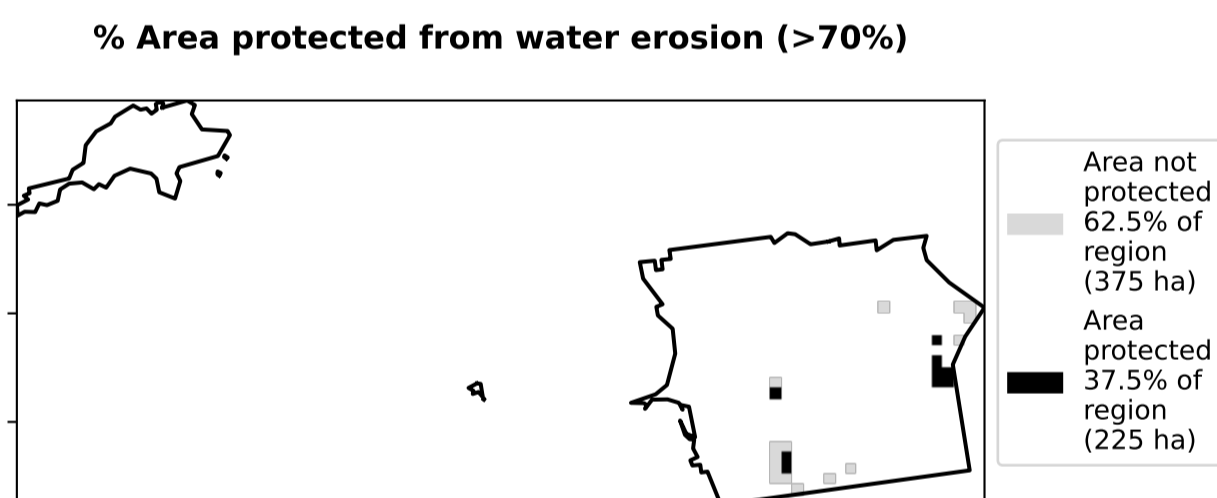 % Area protected from water erosion (>70%)
Area not
protected
62.5% of
region
(375 ha)
Area
protected
37.5% of
region
(225 ha)